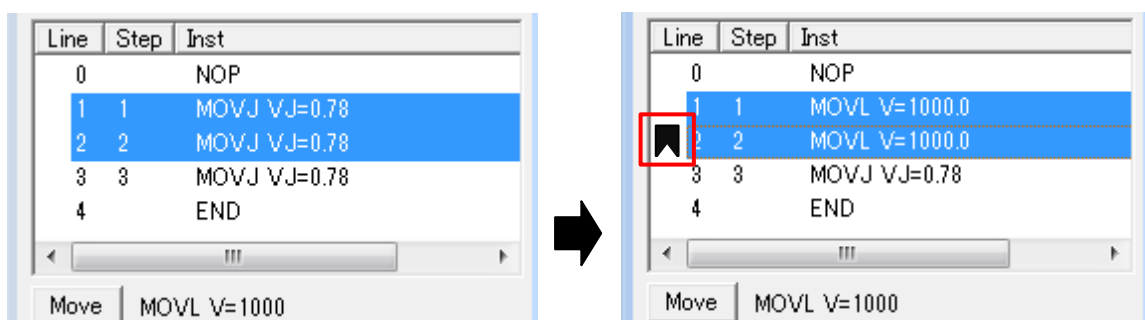 Line Step Inst
0 NOP
1 1 MOVJ VJ=0.78
2 2 MOVJ VJ=0.78
3 3 MOVJ VJ=0.78
4 END
Move MOVL V=1000
Line Step Inst
0 NOP
1 1 MOVL V=1000.0
2 2 MOVL V=1000.0
3 3 MOVJ VJ=0.78
4 END
Move MOVL V=1000